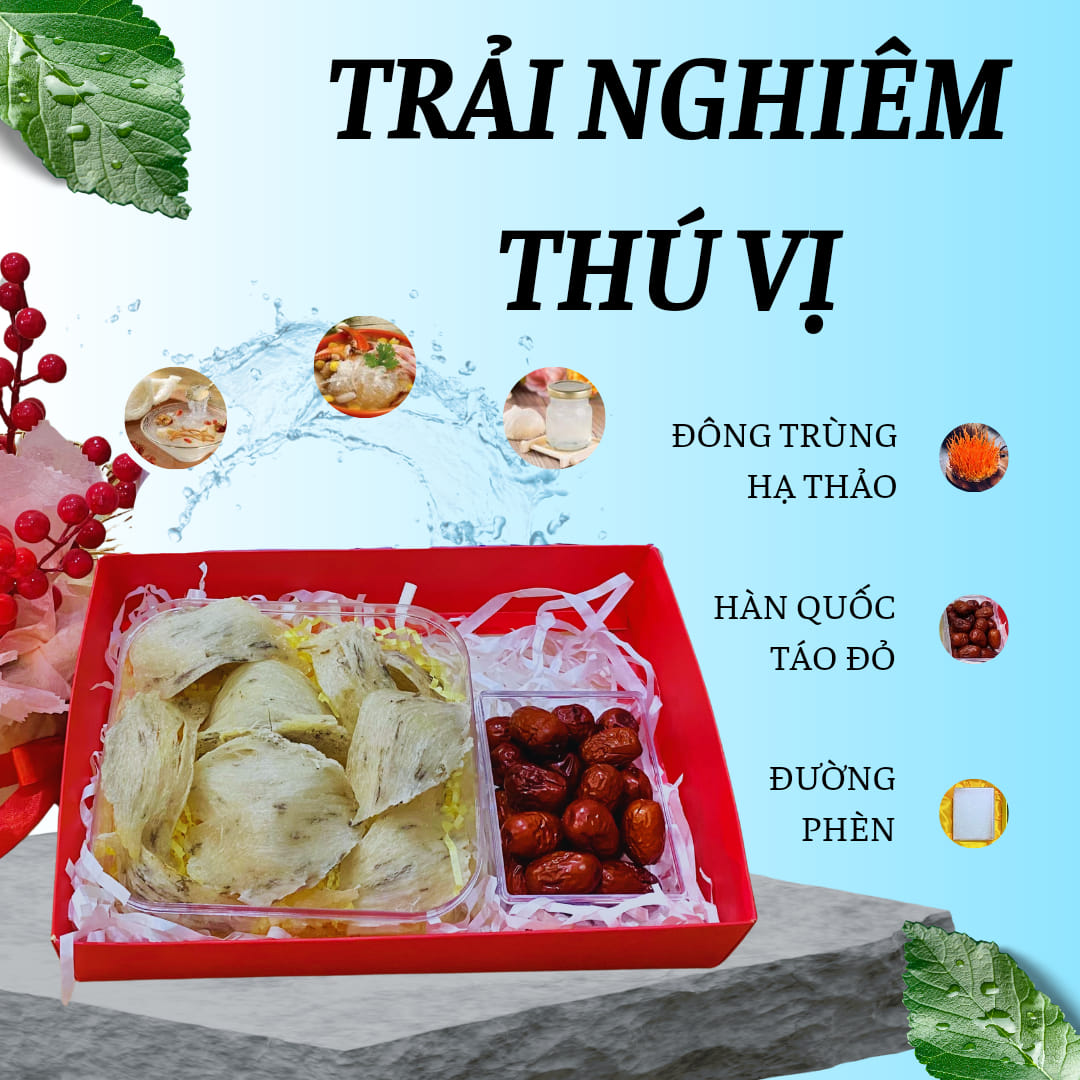 TRẢI NGHIÊM
THÚ VỊ
ĐÔNG TRÙNG
HẠ THẢO
HÀN QUỐC
TÁO ĐỎ
ĐƯỜNG
PHÈN